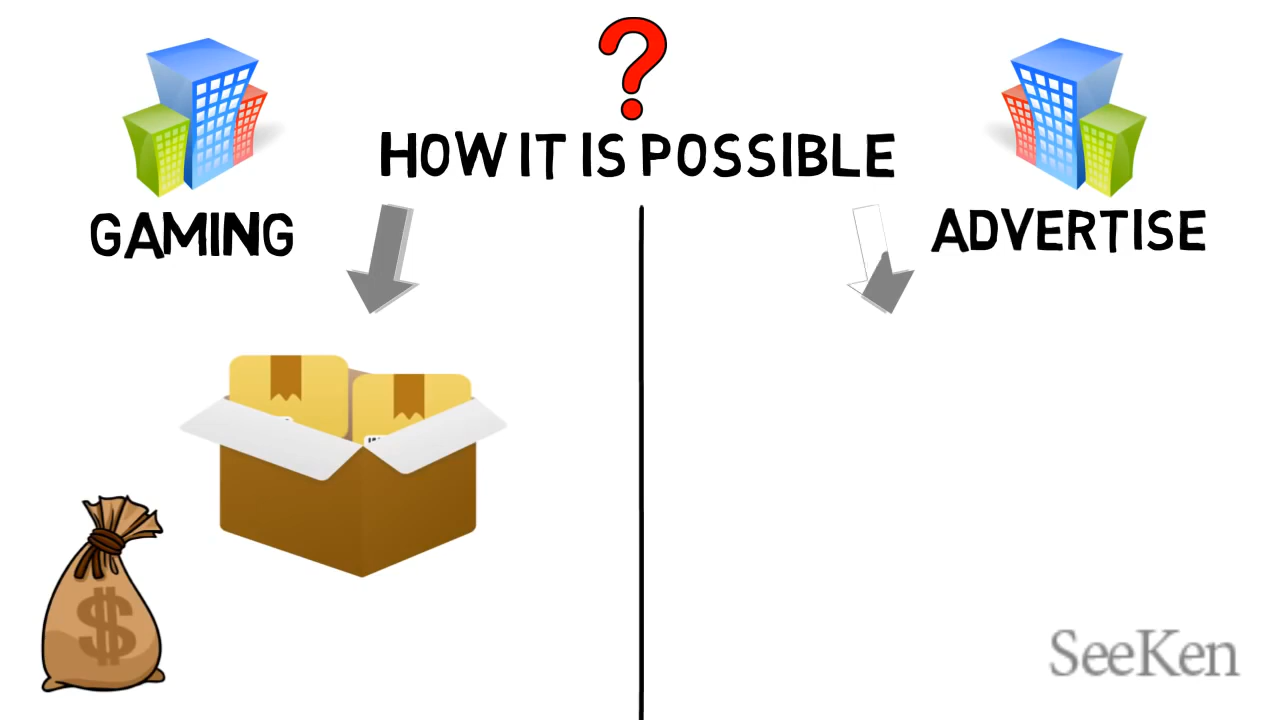 ?
HOW IT IS POSSIBLE
GAMING
ADVERTISE
$
SeeKen